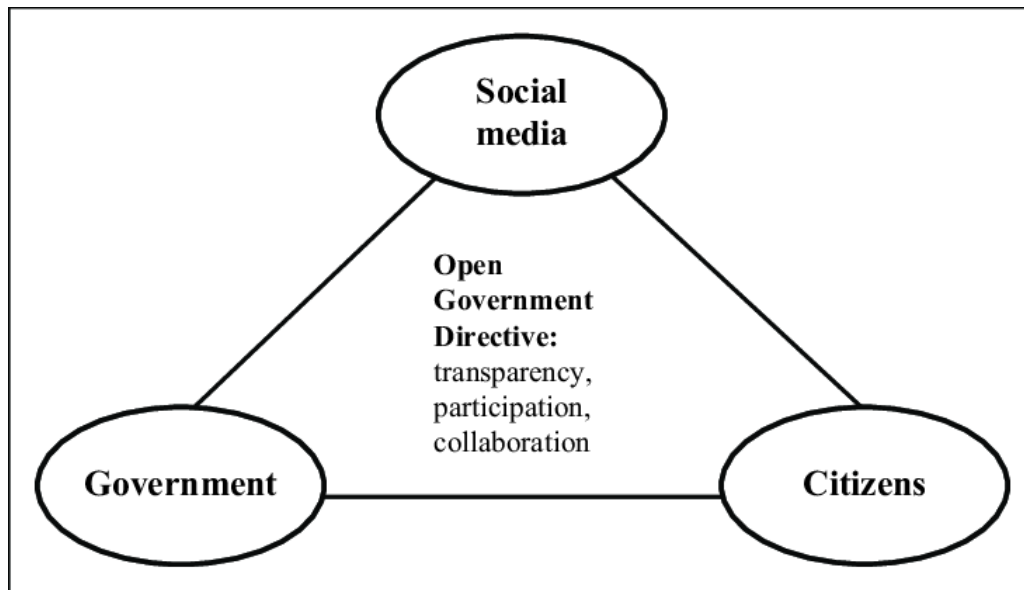 Social
media
Open
Government
Directive:
transparency,
participation,
collaboration
Government
Citizens